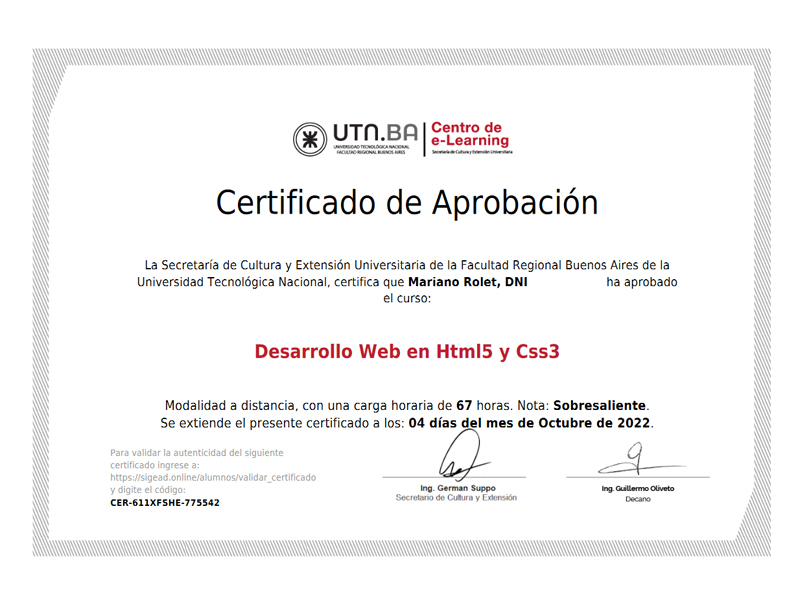 UTN.BA
UNIVERSIDAD TECNOLÓGICA NACIONAL
FACULTAD REGIONAL BUENOS AIRES
Centro de
e-Learning
Secretaría de Cultura y Extensión Universitaria
Certificado de Aprobación
La Secretaría de Cultura y Extensión Universitaria de la Facultad Regional Buenos Aires de la
Universidad Tecnológica Nacional, certifica que Mariano Rolet, DNI ha aprobado
el curso:
Desarrollo Web en Html5 y Css3
Modalidad a distancia, con una carga horaria de 67 horas. Nota: Sobresaliente.
Se extiende el presente certificado a los: 04 días del mes de Octubre de 2022.
Para validar la autenticidad del siguiente
certificado ingrese a:
https://sigead.online/alumnos/validar_certificado
y digite el código:
CER-611XFSHE-775542
Ing. German Suppo
Secretario de Cultura y Extensión
Ing. Guillermo Oliveto
Decano